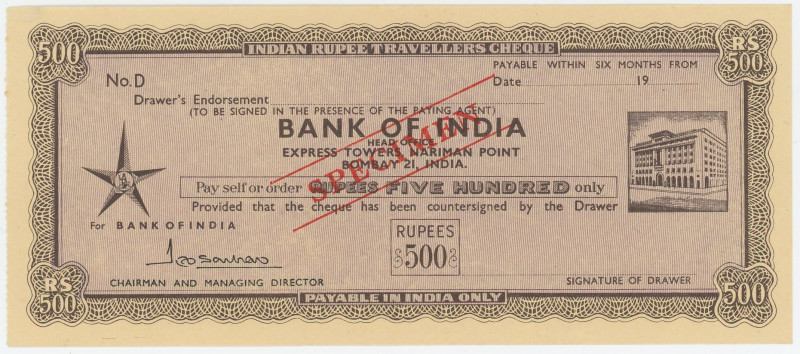 500
INDIAN RUPEE TRAVELLERS CHEQUE
RS 500
PAYABLE WITHIN SIX MONTHS FROM
No. D
Date 19
Drawer's Endorsement
(TO BE SIGNED IN THE PRESENCE OF THE PAYING AGENT)
BANK OF INDIA
HEAD OFFICE
EXPRESS TOWERS, NARIMAN POINT
BOMBAY 21, INDIA.
SPECIMEN
Pay self or order RUPEES FIVE HUNDRED only
Provided that the cheque has been countersigned by the Drawer
For BANK OF INDIA
RUPEES
500
CHAIRMAN AND MANAGING DIRECTOR
SIGNATURE OF DRAWER
RS 500
PAYABLE IN INDIA ONLY
500